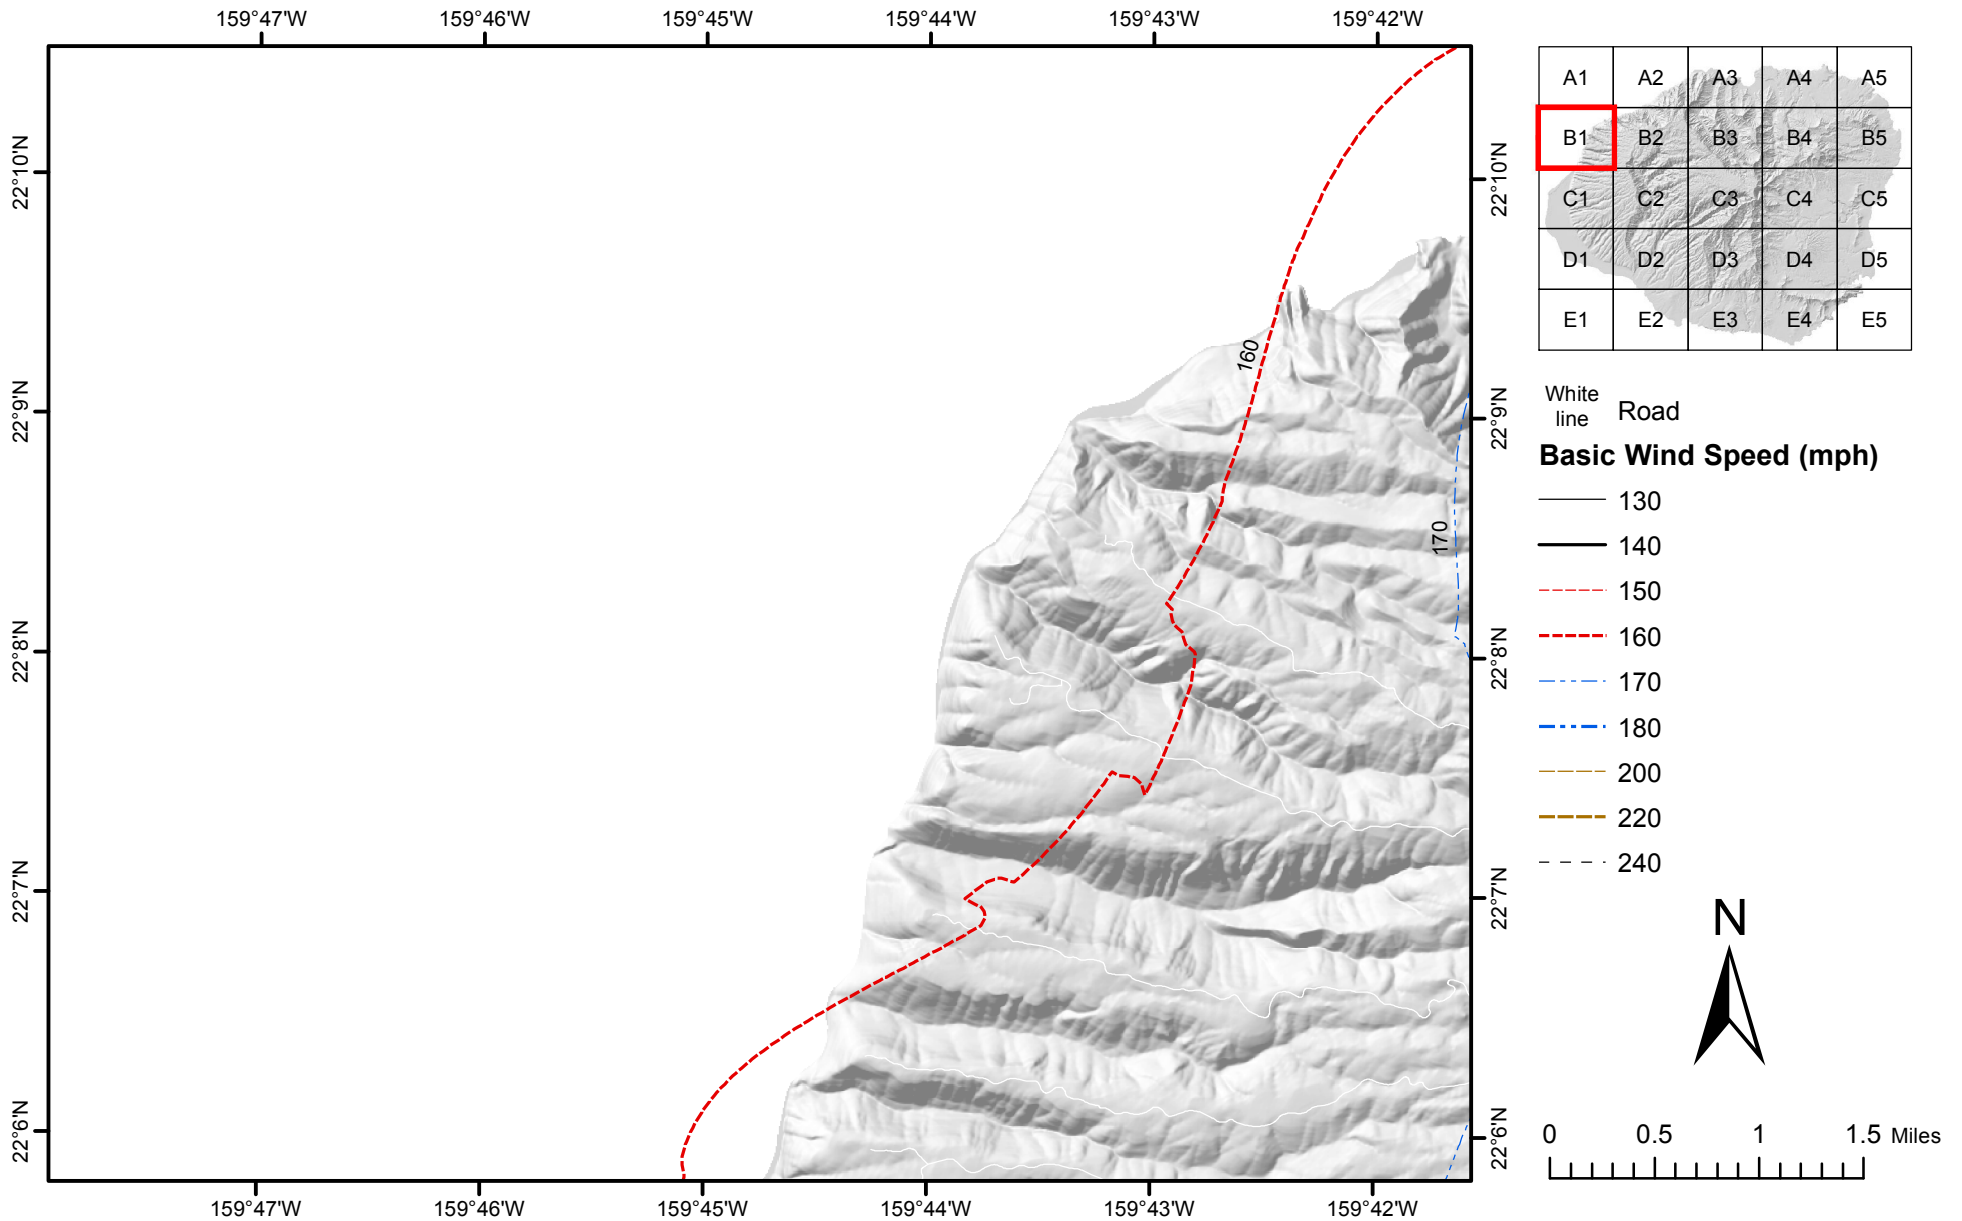 159°47'W 159°46'W 159°45'W 159°44'W 159°43'W 159°42'W
22°10'N
22°9'N
22°8'N
22°7'N
22°6'N
160
170
22°10'N
22°9'N
22°8'N
22°7'N
22°6'N
159°47'W 159°46'W 159°45'W 159°44'W 159°43'W 159°42'W
A1 A2 A3 A4 A5
B1 B2 B3 B4 B5
C1 C2 C3 C4 C5
D1 D2 D3 D4 D5
E1 E2 E3 E4 E5
White
line Road
Basic Wind Speed (mph)
130
140
150
160
170
180
200
220
240
N
0 0.5 1 1.5 Miles